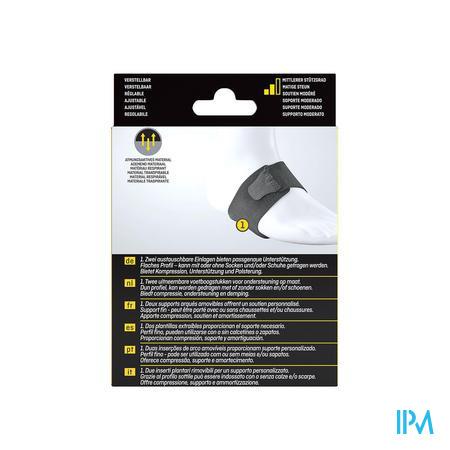 VERSTELLBAR
VERSTELBAAR
RÉGLABLE
AJUSTABLE
AJUSTÁVEL
REGOLABILE
MITTLERER STÜTZGRAD
MATIGE STEUN
SOUTIEN MODÉRÉ
SOPORTE MODERADO
SUPORTE MODERADO
SUPPORTO MODERATO
ATMUNGSAKTIVES MATERIAL
ADEMEND MATERIAAL
MATÉRIAU RESPIRANT
MATERIAL TRANSPIRABLE
MATERIAL RESPIRÁVEL
MATERIALE TRASPIRANTE
1
de
1. Zwei austauschbare Einlagen bieten passgenaue Unterstützung.
Flaches Profil – kann mit oder ohne Socken und/oder Schuhe getragen werden.
Bietet Kompression, Unterstützung und Polsterung.
nl
1. Twee uitneembare voetboogstukken voor ondersteuning op maat.
Dun profiel, kan worden gedragen met of zonder sokken en/of schoenen.
Biedt compressie, ondersteuning en demping.
fr
1. Deux supports arqués amovibles offrent un soutien personnalisé.
Support fin - peut être porté avec ou sans chaussettes et/ou chaussures.
Apporte compression, soutien et amortissement.
es
1. Dos plantillas extraíbles proporcionan el soporte necesario.
Perfil fino, pueden utilizarse con o sin calcetines o zapatos.
Proporcionan compresión, soporte y amortiguación.
pt
1. Duas inserções de arco amovíveis proporcionam suporte personalizado.
Perfil fino - pode ser utilizado com ou sem meias e/ou sapatos.
Oferece compressão, suporte e amortecimento.
it
1. Due inserti plantari rimovibili per un supporto personalizzato.
Grazie al profilo sottile può essere indossato con o senza calze e/o scarpe.
Offre compressione, supporto e ammortizzazione.
IPM